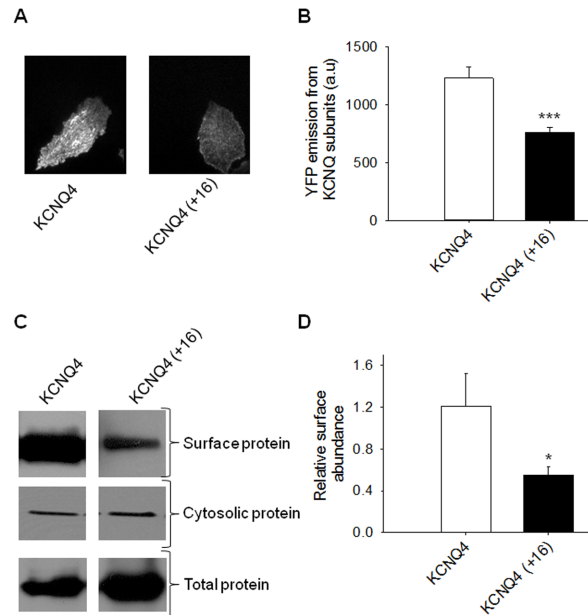 A
KCNQ4
KCNQ4 (+16)
B
YFP emission from
KCNQ subunits (a.u)
1500
1000
500
0
***
KCNQ4
KCNQ4 (+16)
C
KCNQ4
KCNQ4 (+16)
Surface protein
Cytosolic protein
Total protein
D
Relative surface
abundance
1.6
1.2
0.8
0.4
0.0
*
KCNQ4
KCNQ4 (+16)